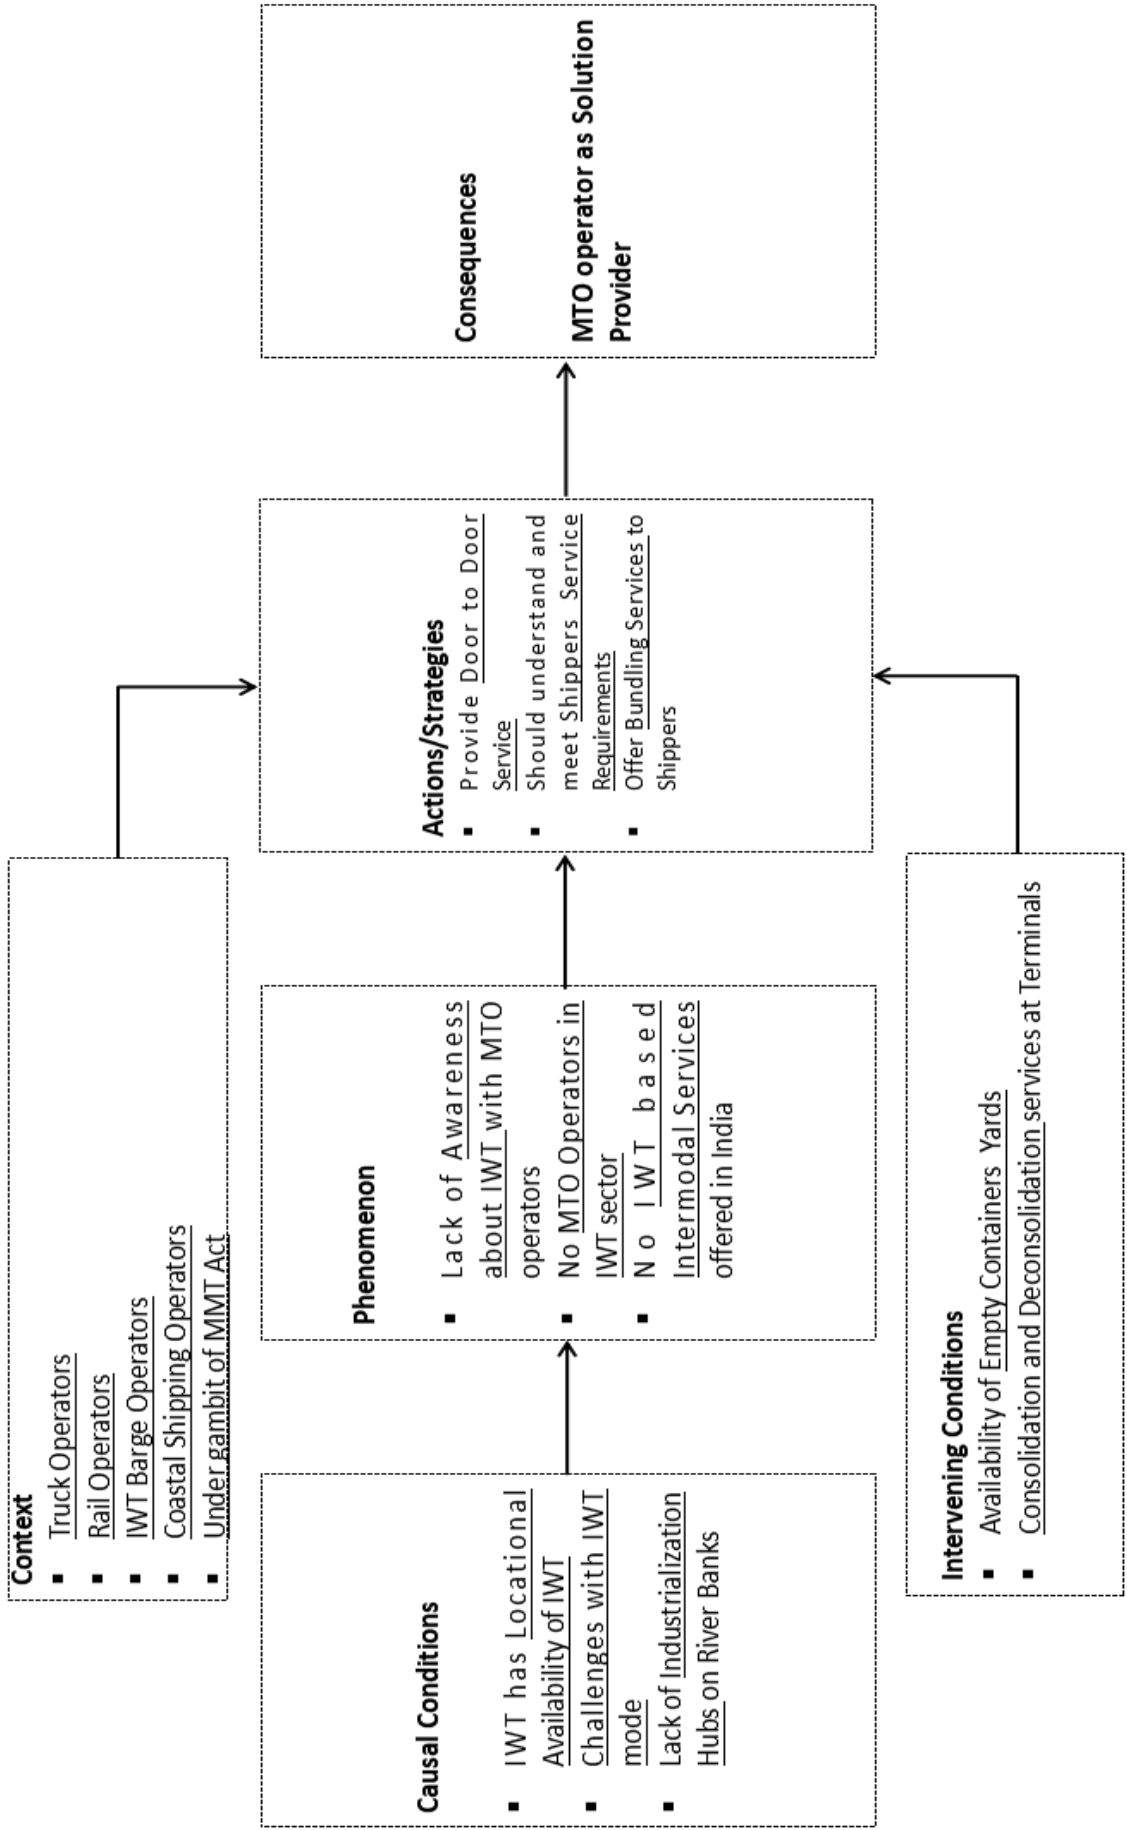 Context
▪ Truck Operators
▪ Rail Operators
▪ IWT Barge Operators
▪ Coastal Shipping Operators
▪ Under gambit of MMT Act
Causal Conditions
▪ IWT has Locational
Availability of IWT
▪ Challenges with IWT
mode
▪ Lack of Industrialization
Hubs on River Banks
Phenomenon
▪ Lack of Awareness
about IWT with MTO
operators
▪ No MTO Operators in
IWT sector
▪ No IWT based
Intermodal Services
offered in India
Actions/Strategies
▪ Provide Door to Door
Service
▪ Should understand and
meet Shippers Service
Requirements
▪ Offer Bundling Services to
Shippers
Consequences
MTO operator as Solution
Provider
Intervening Conditions
▪ Availability of Empty Containers Yards
▪ Consolidation and Deconsolidation services at Terminals